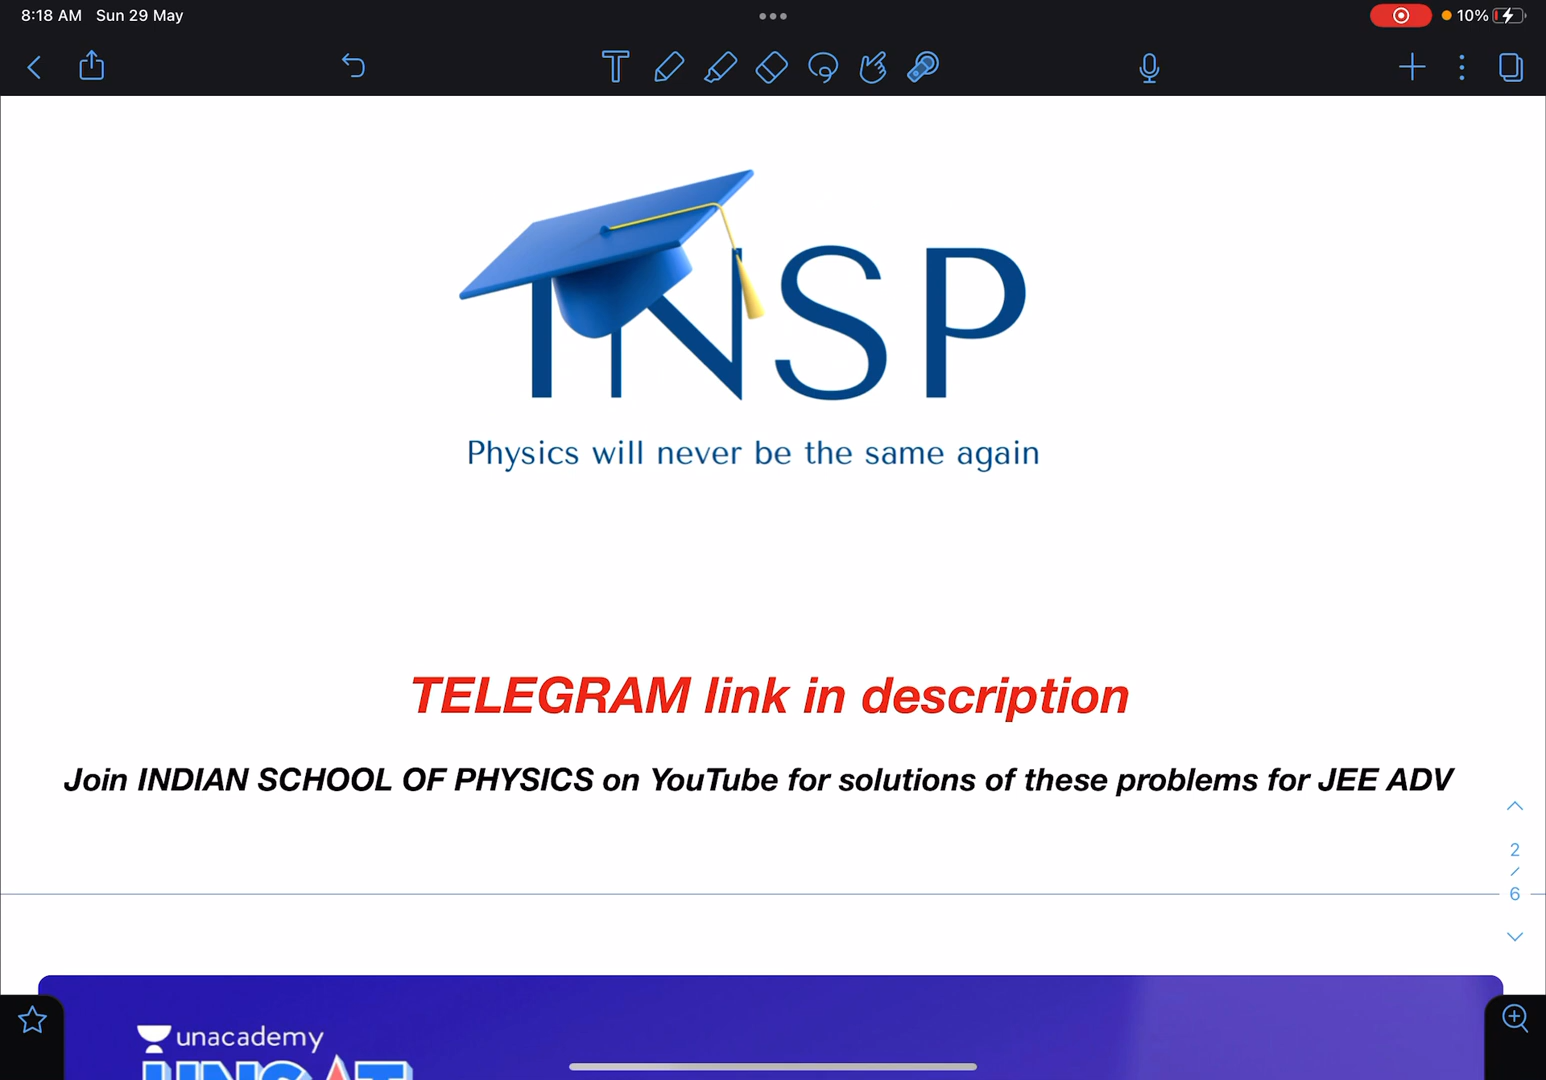 8:18 AM Sun 29 May
10%
INSP
Physics will never be the same again
TELEGRAM link in description
Join INDIAN SCHOOL OF PHYSICS on YouTube for solutions of these problems for JEE ADV
2
/
6
unacademy